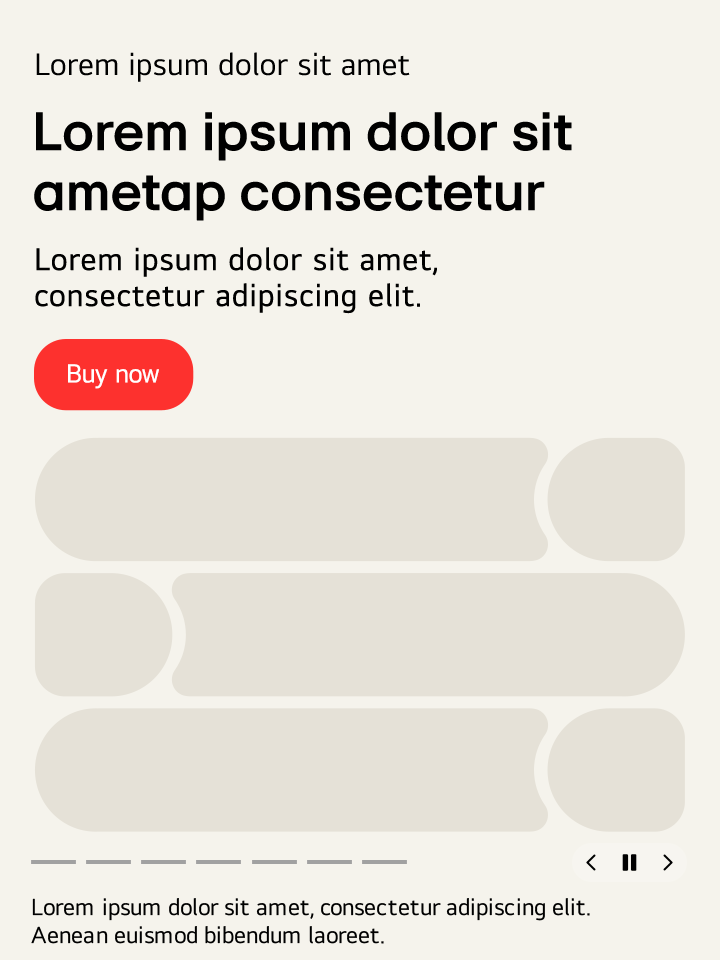 Lorem ipsum dolor sit amet
Lorem ipsum dolor sit
ametap consectetur
Lorem ipsum dolor sit amet,
consectetur adipiscing elit.
Buy now
Lorem ipsum dolor sit amet, consectetur adipiscing elit.
Aenean euismod bibendum laoreet.